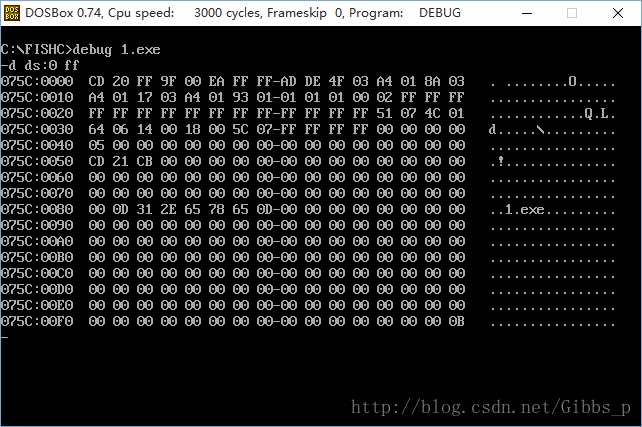 DOSBox 0.74, Cpu speed: 3000 cycles, Frameskip 0, Program: DEBUG
C:\FISHC>debug 1.exe
-d ds:0 ff
075C:0000 CD 20 FF 9F 00 EA FF FF-AD DE 4F 03 A4 01 8A 03 . ........O.....
075C:0010 A4 01 17 03 A4 01 93 01-01 01 01 00 02 FF FF FF ................
075C:0020 FF FF FF FF FF FF FF FF-FF FF FF FF 51 07 4C 01 ............Q.L.
075C:0030 64 06 14 00 18 00 5C 07-FF FF FF FF 00 00 00 00 d.....\.........
075C:0040 05 00 00 00 00 00 00 00-00 00 00 00 00 00 00 00 ................
075C:0050 CD 21 CB 00 00 00 00 00-00 00 00 00 00 00 00 00 .!..............
075C:0060 00 00 00 00 00 00 00 00-00 00 00 00 00 00 00 00 ................
075C:0070 00 00 00 00 00 00 00 00-00 00 00 00 00 00 00 00 ................
075C:0080 00 0D 31 2E 65 78 65 0D-00 00 00 00 00 00 00 00 ..1.exe.........
075C:0090 00 00 00 00 00 00 00 00-00 00 00 00 00 00 00 00 ................
075C:00A0 00 00 00 00 00 00 00 00-00 00 00 00 00 00 00 00 ................
075C:00B0 00 00 00 00 00 00 00 00-00 00 00 00 00 00 00 00 ................
075C:00C0 00 00 00 00 00 00 00 00-00 00 00 00 00 00 00 00 ................
075C:00D0 00 00 00 00 00 00 00 00-00 00 00 00 00 00 00 00 ................
075C:00E0 00 00 00 00 00 00 00 00-00 00 00 00 00 00 00 00 ................
075C:00F0 00 00 00 00 00 00 00 00-00 00 00 00 00 00 00 0B ................
-
http://blog.csdn.net/Gibbs_p